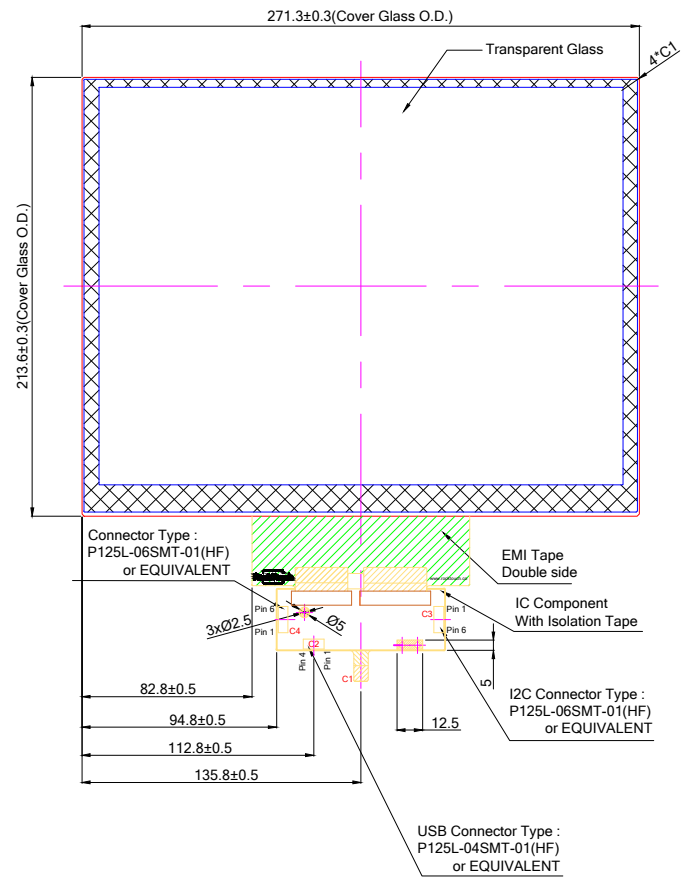 271.3±0.3(Cover Glass O.D.)
Transparent Glass
4*C1
213.6±0.3(Cover Glass O.D.)
Connector Type :
P125L-06SMT-01(HF)
or EQUIVALENT
EMI Tape
Double side
IC Component
With Isolation Tape
Pin 6
Pin 1
C4
3xØ2.5
Ø5
C3
Pin 1
Pin 6
C2
Pin 4
Pin 1
C1
5
82.8±0.5
94.8±0.5
112.8±0.5
135.8±0.5
12.5
I2C Connector Type :
P125L-06SMT-01(HF)
or EQUIVALENT
USB Connector Type :
P125L-04SMT-01(HF)
or EQUIVALENT